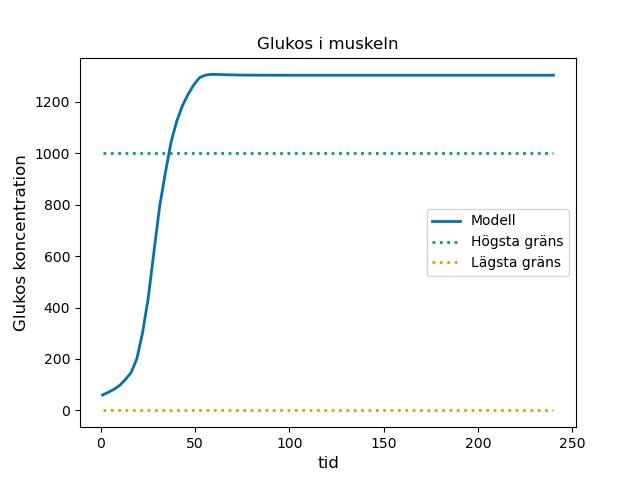 Glukos i muskeln
Glukos koncentration
1200
1000
800
600
400
200
0
Modell
Högsta gräns
Lägsta gräns
0 50 100 150 200 250
tid